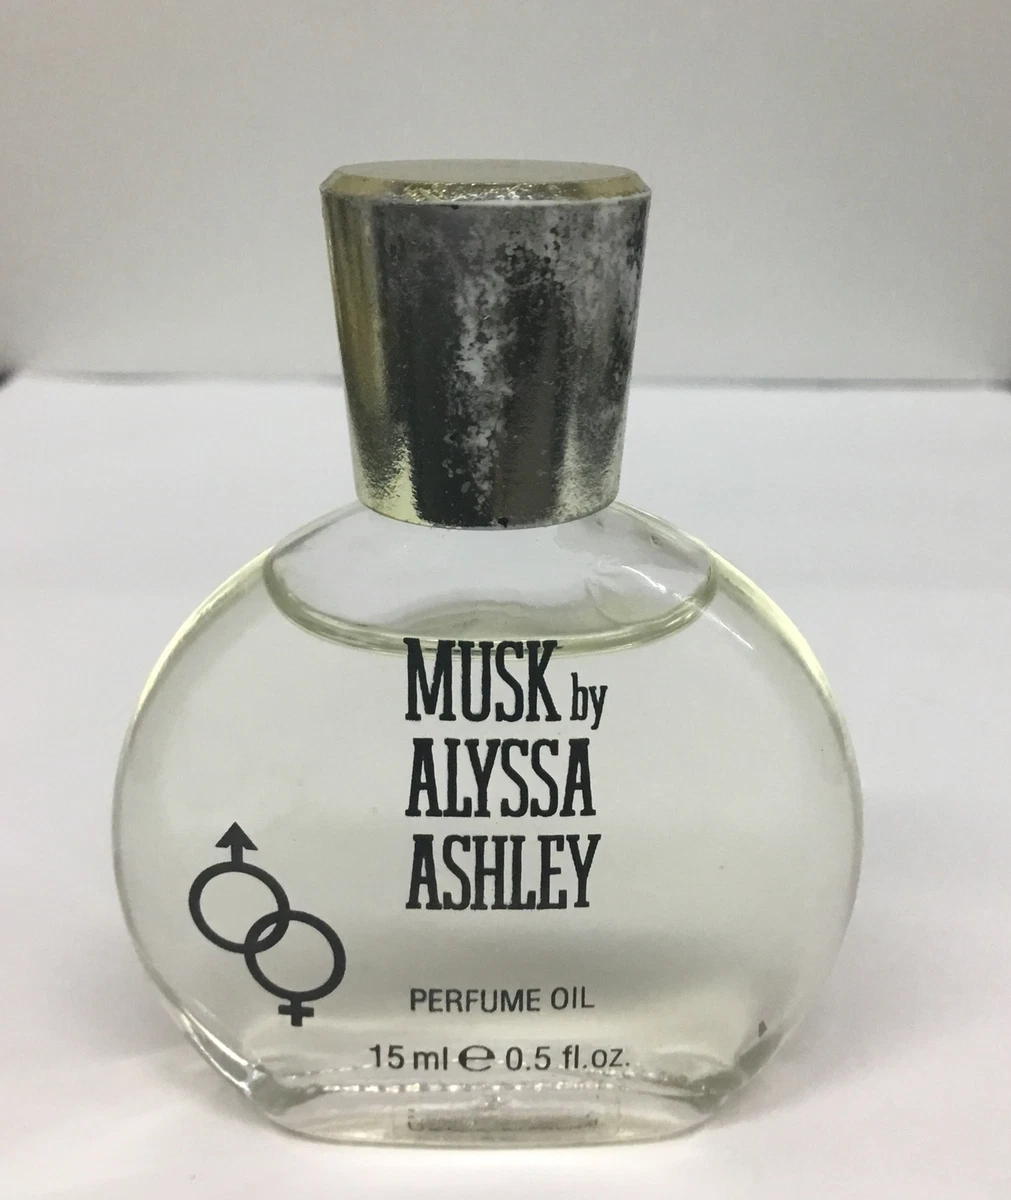 MUSK by
ALYSSA
ASHLEY
PERFUME OIL
15 ml ℮ 0.5 fl.oz.